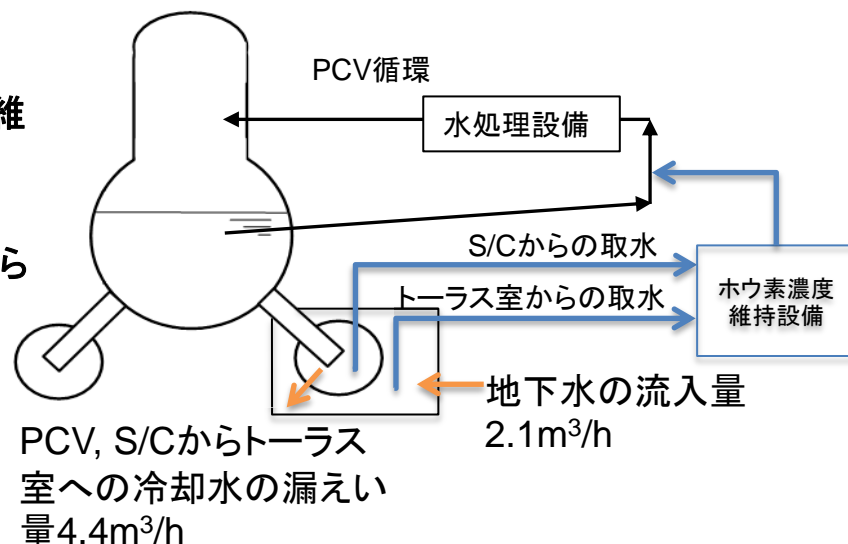 PCV循環
維
水処理設備
ら
S/Cからの取水
トーラス室からの取水
ホウ素濃度
維持設備
地下水の流入量
2.1m³/h
PCV, S/Cからトーラス
室への冷却水の漏えい
量4.4m³/h